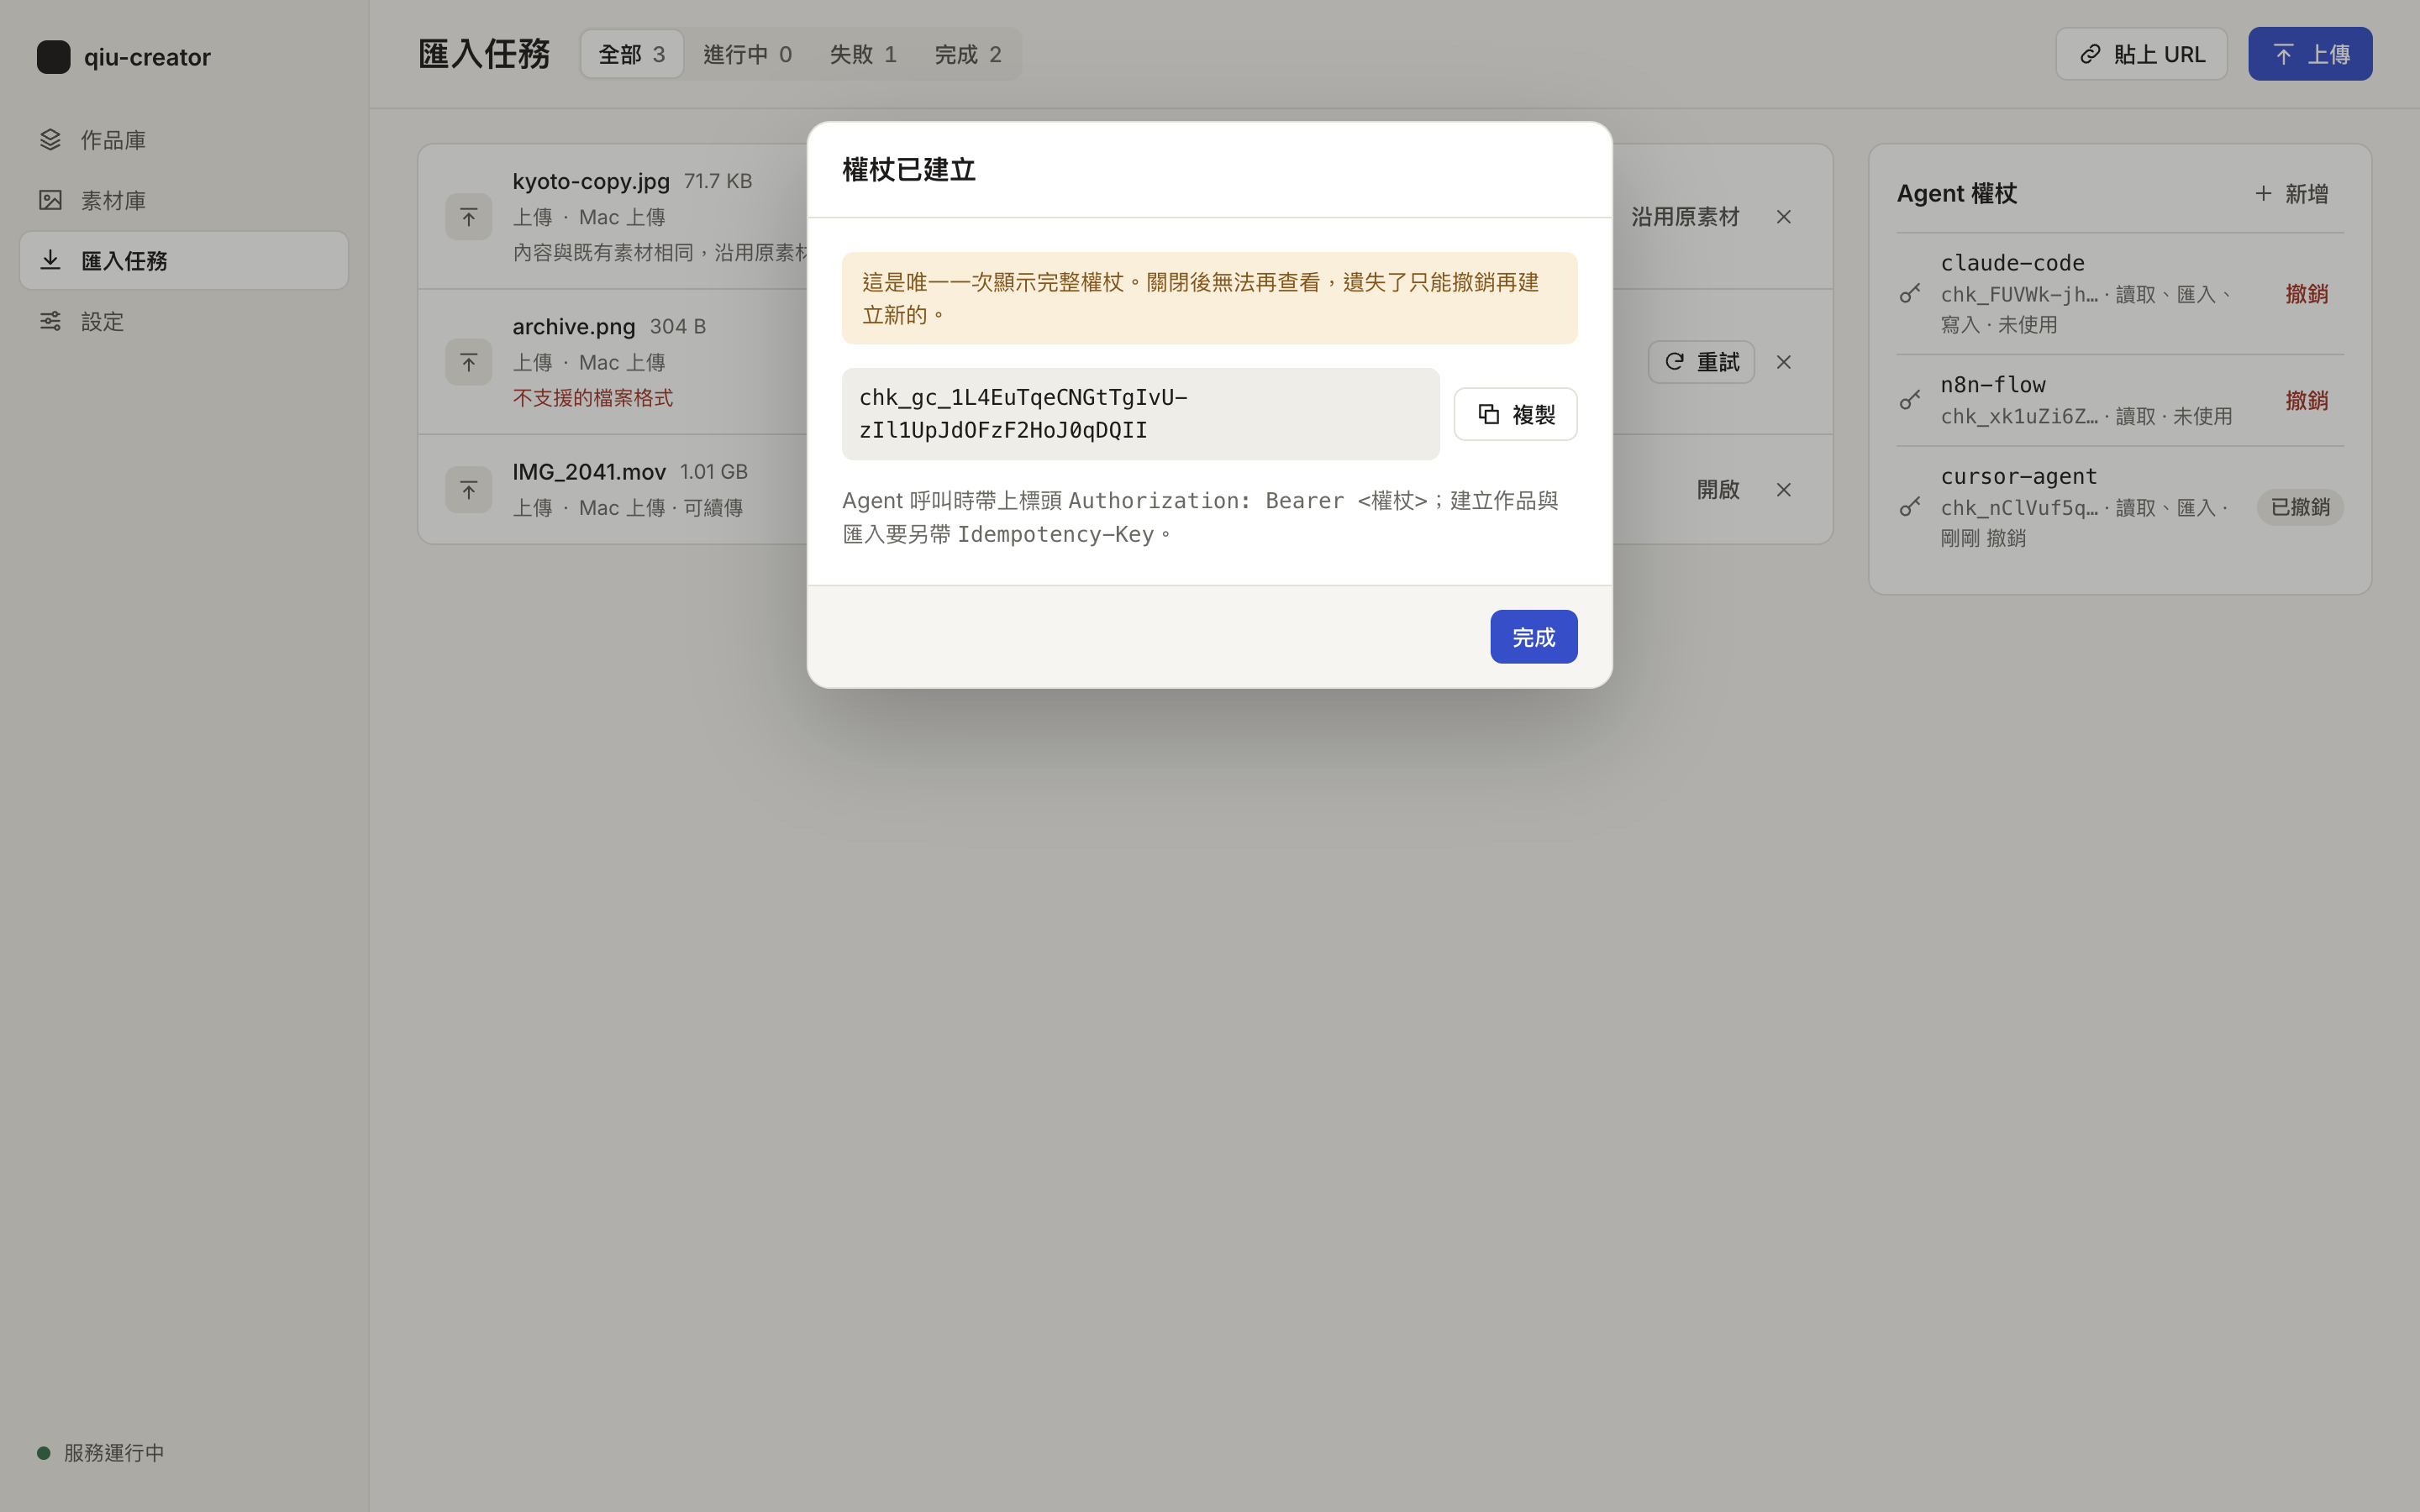 qiu-creator
作品庫
素材庫
匯入任務
設定
服務運行中
匯入任務
全部 3
進行中 0
失敗 1
完成 2
貼上 URL
上傳
kyoto-copy.jpg 71.7 KB
上傳 · Mac 上傳
內容與既有素材相同，沿用原素材
沿用原素材
archive.png 304 B
上傳 · Mac 上傳
不支援的檔案格式
重試
IMG_2041.mov 1.01 GB
上傳 · Mac 上傳 · 可續傳
開啟
權杖已建立
這是唯一一次顯示完整權杖。關閉後無法再查看，遺失了只能撤銷再建
立新的。
chk_gc_1L4EuTqeCNGtTgIvU-
zIl1UpJdOFzF2HoJ0qDQII
複製
Agent 呼叫時帶上標頭 Authorization: Bearer <權杖>；建立作品與
匯入要另帶 Idempotency-Key。
完成
Agent 權杖
新增
claude-code
chk_FUVWk-jh… · 讀取、匯入、
寫入 · 未使用
撤銷
n8n-flow
chk_xk1uZi6Z… · 讀取 · 未使用
撤銷
cursor-agent
chk_nClVuf5q… · 讀取、匯入 ·
剛剛 撤銷
已撤銷